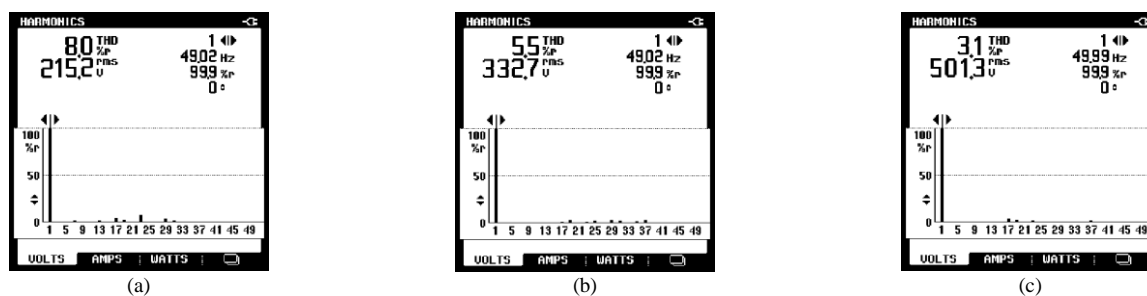 HARMONICS
8.0 THD %r
1
215.2 rms V
49.02 Hz
99.9 %r
0 °
100
%r
50
0
1 5 9 13 17 21 25 29 33 37 41 45 49
VOLTS AMPS WATTS
(a)
HARMONICS
5.5 THD %r
1
332.7 rms V
49.02 Hz
99.9 %r
0 °
100
%r
50
0
1 5 9 13 17 21 25 29 33 37 41 45 49
VOLTS AMPS WATTS
(b)
HARMONICS
3.1 THD %r
1
501.3 rms V
49.99 Hz
99.9 %r
0 °
100
%r
50
0
1 5 9 13 17 21 25 29 33 37 41 45 49
VOLTS AMPS WATTS
(c)